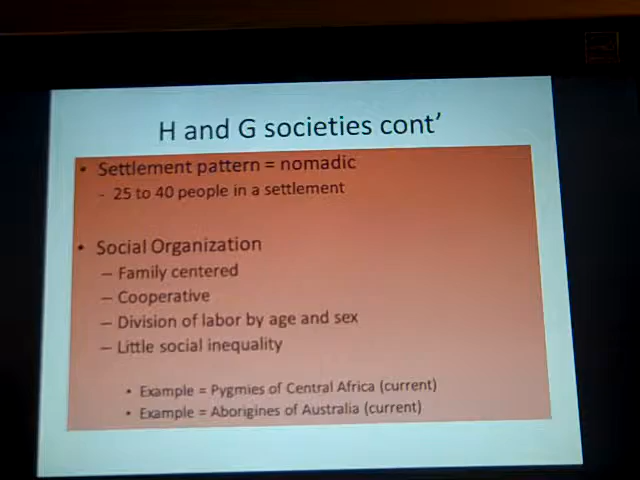 H and G societies cont’
• Settlement pattern = nomadic
- 25 to 40 people in a settlement
• Social Organization
– Family centered
– Cooperative
– Division of labor by age and sex
– Little social inequality
• Example = Pygmies of Central Africa (current)
• Example = Aborigines of Australia (current)